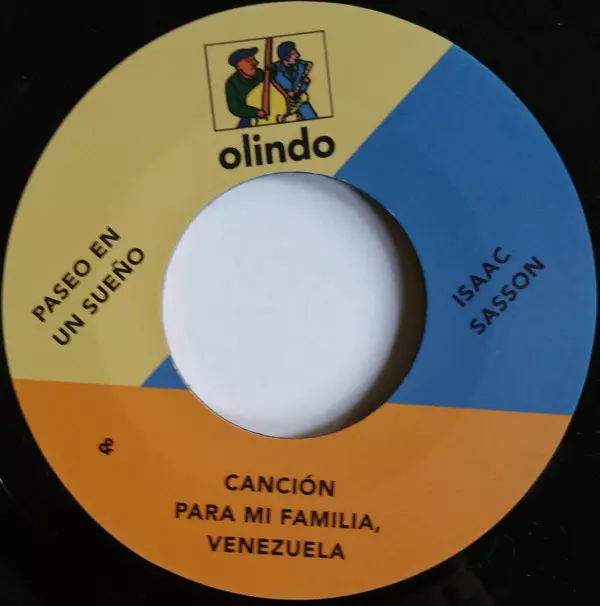 olindo
PASEO EN
UN SUEÑO
ISAAC
SASSON
&
CANCIÓN
PARA MI FAMILIA,
VENEZUELA